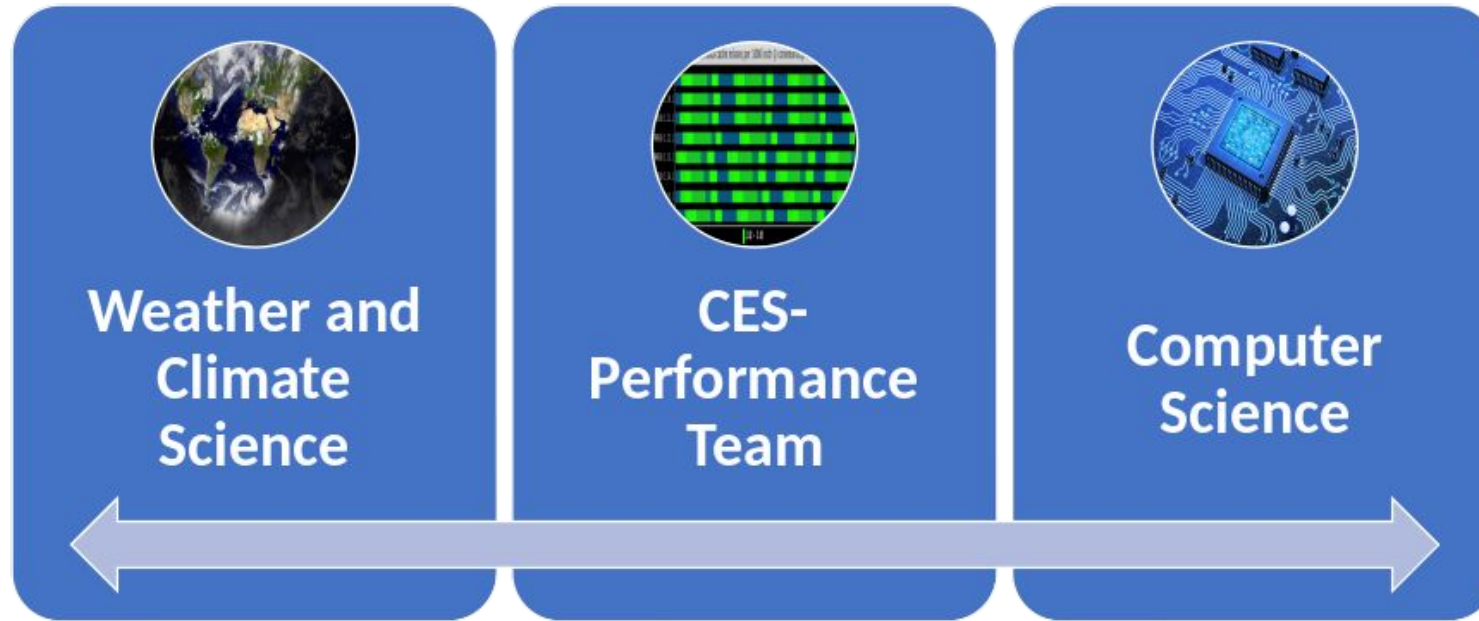 Weather and
Climate
Science
CES-
Performance
Team
Computer
Science